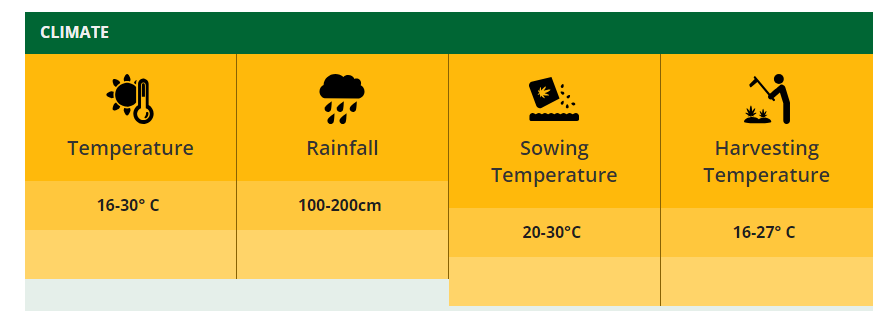 CLIMATE
Temperature
16-30° C
Rainfall
100-200cm
Sowing
Temperature
20-30°C
Harvesting
Temperature
16-27° C